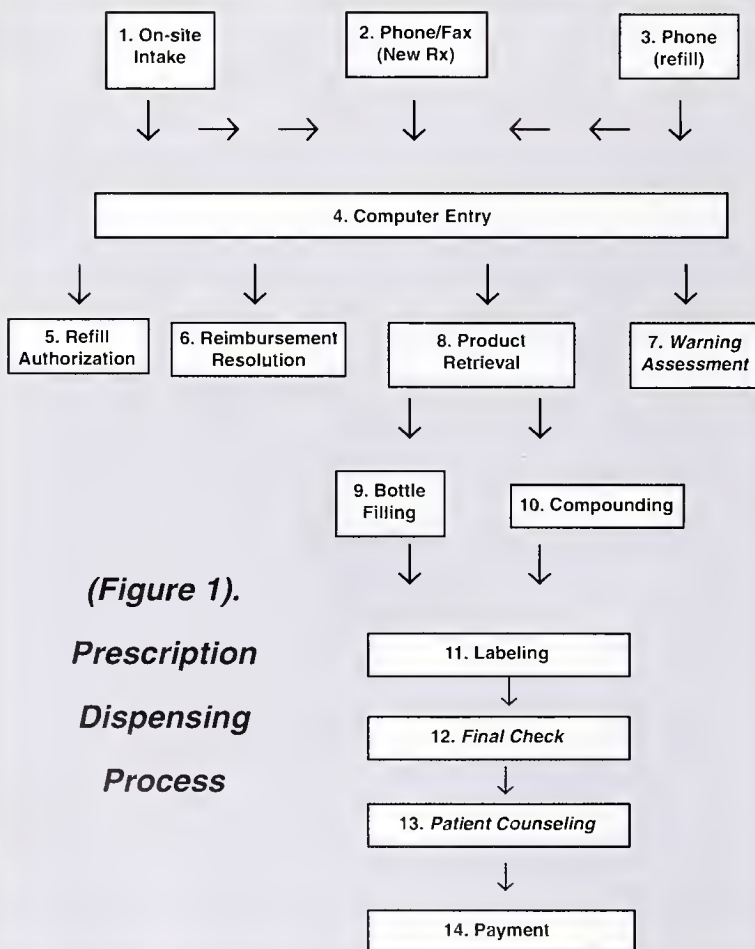 1. On-site
Intake
2. Phone/Fax
(New Rx)
3. Phone
(refill)
4. Computer Entry
5. Refill
Authorization
6. Reimbursement
Resolution
8. Product
Retrieval
7. Warning
Assessment
9. Bottle
Filling
10. Compounding
(Figure 1).
Prescription
Dispensing
Process
11. Labeling
12. Final Check
13. Patient Counseling
14. Payment